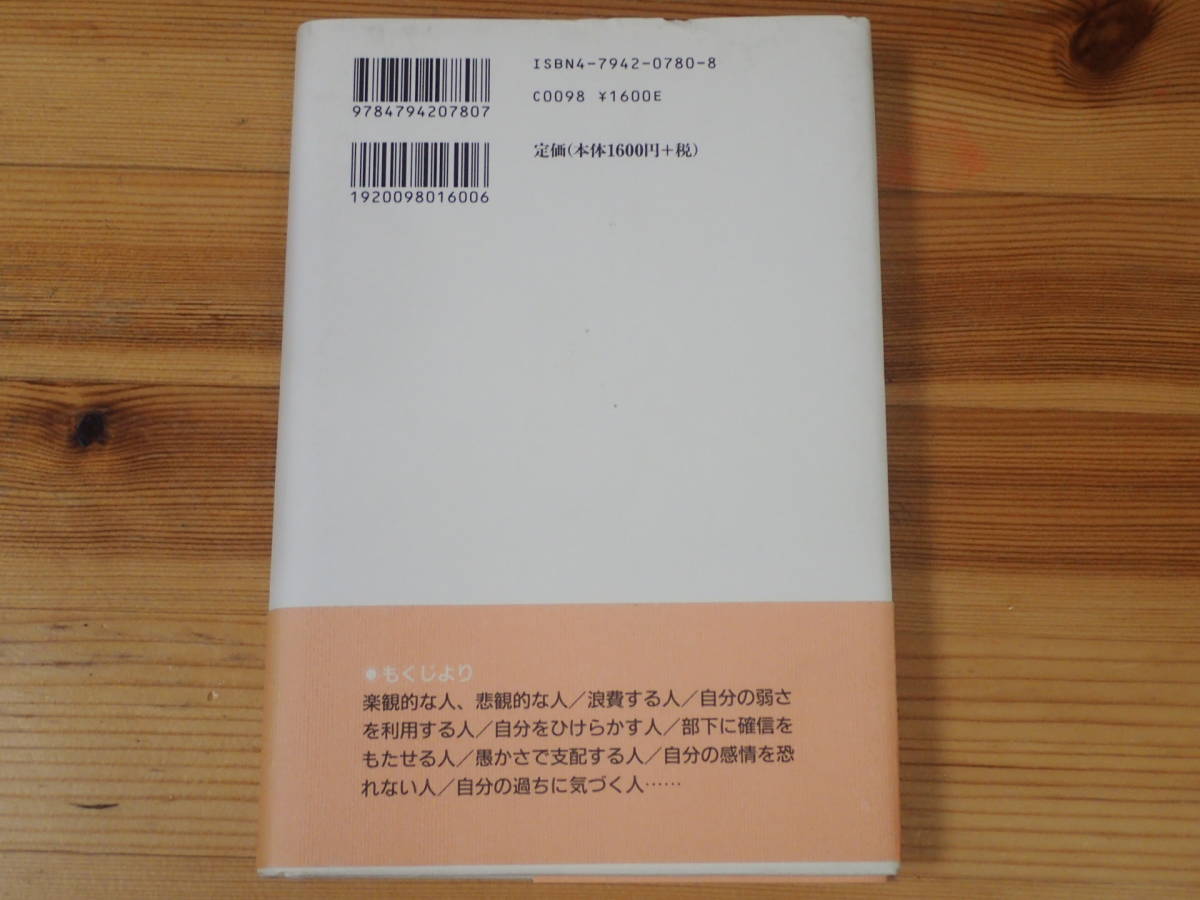 ISBN4-7942-0780-8
9784794207807
C0098 ¥1600E
定価(本体1600円+税)
1920098016006
●もくじより
楽観的な人、悲観的な人/浪費する人/自分の弱さ
を利用する人/自分をひけらかす人/部下に確信を
もたせる人/愚かさで支配する人/自分の感情を恐
れない人/自分の過ちに気づく人……